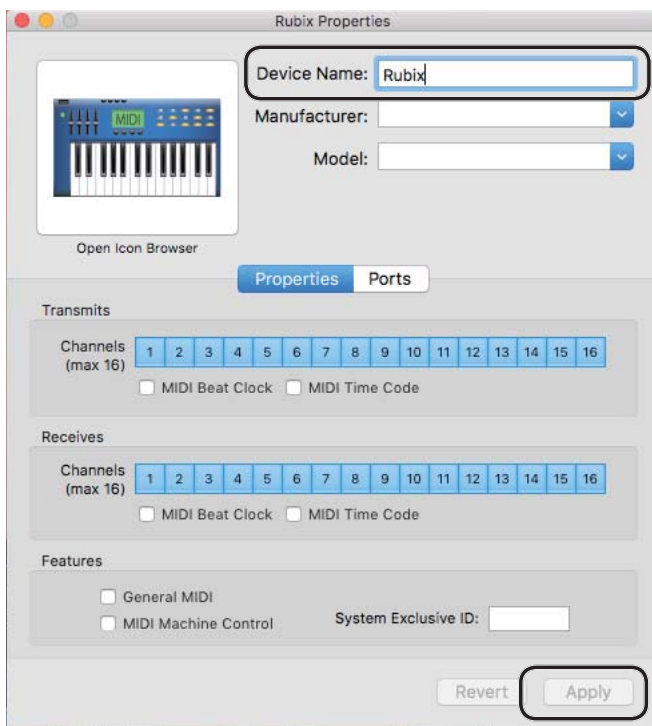 Rubix Properties
Device Name: Rubix
MIDI
Manufacturer:
Model:
Open Icon Browser
Properties Ports
Transmits
Channels
(max 16)
1 2 3 4 5 6 7 8 9 10 11 12 13 14 15 16
MIDI Beat Clock MIDI Time Code
Receives
Channels
(max 16)
1 2 3 4 5 6 7 8 9 10 11 12 13 14 15 16
MIDI Beat Clock MIDI Time Code
Features
General MIDI
MIDI Machine Control
System Exclusive ID:
Revert Apply